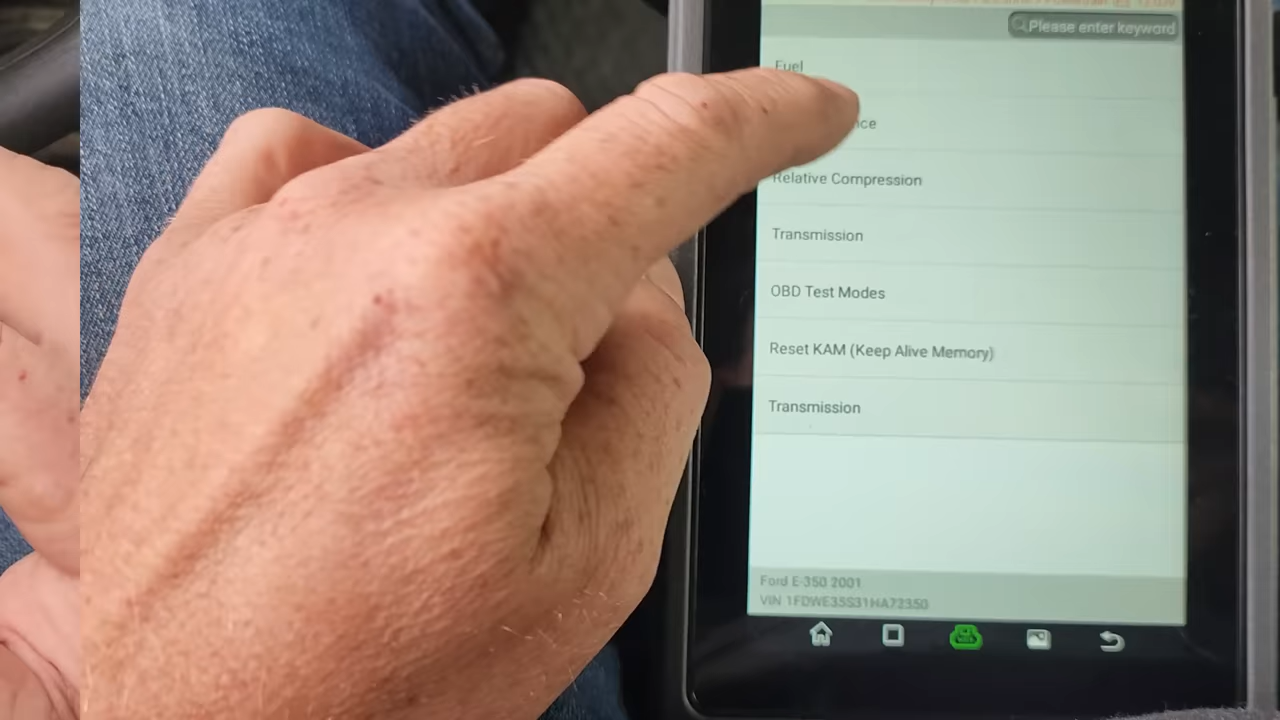 Please enter keyword
Fuel
Relative Compression
Transmission
OBD Test Modes
Reset KAM (Keep Alive Memory)
Transmission
Ford E-350 2001
VIN 1FDWE35S31HA72350